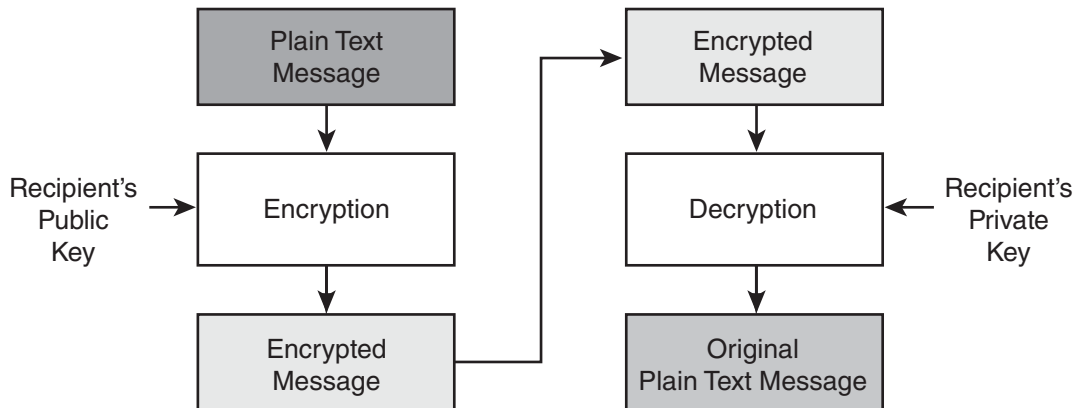 Plain Text
Message
Recipient's
Public
Key
Encryption
Encrypted
Message
Encrypted
Message
Decryption
Recipient's
Private
Key
Original
Plain Text Message